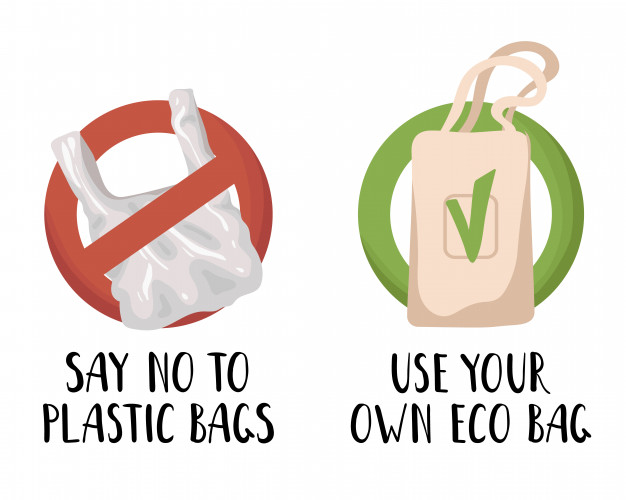 SAY NO TO
PLASTIC BAGS
USE YOUR
OWN ECO BAG